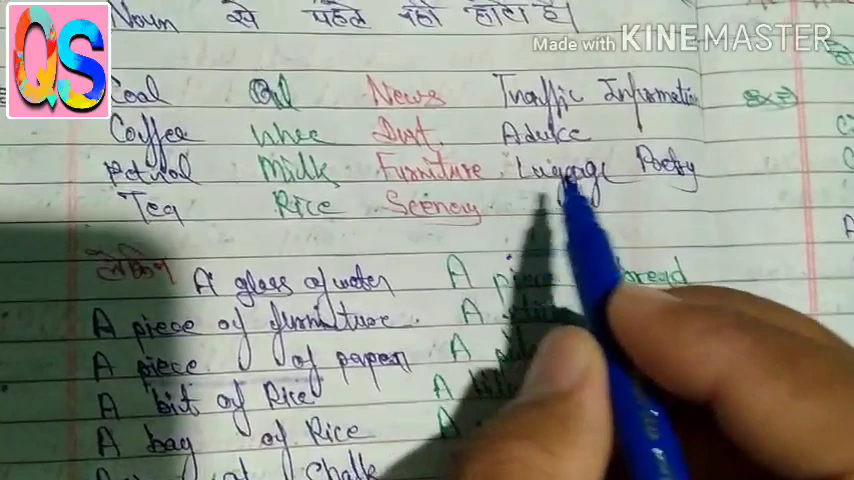 QS
Made with KINEMASTER
Noun से पहले नही होता है।
Coal Oil News Traffic Information
Coffee Whee Dust Advice
Petrol Milk Furniture Luggage Poetry
Tea Rice Scenery
लेकिन A glass of water A piece bread
A piece of furniture. A
A piece of paper A
A bit of Rice A
A bag of Rice A
of chalk